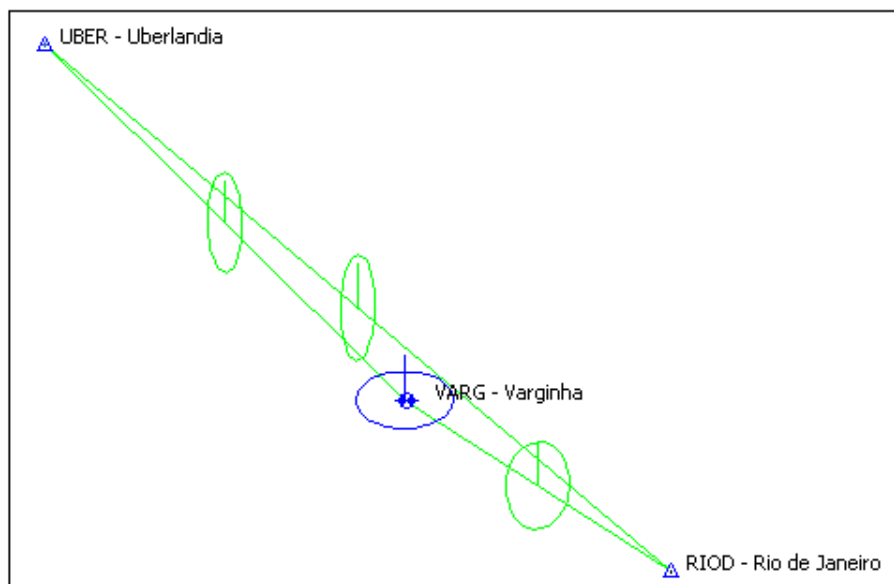 UBER - Uberlandia
VARG - Varginha
RIOD - Rio de Janeiro